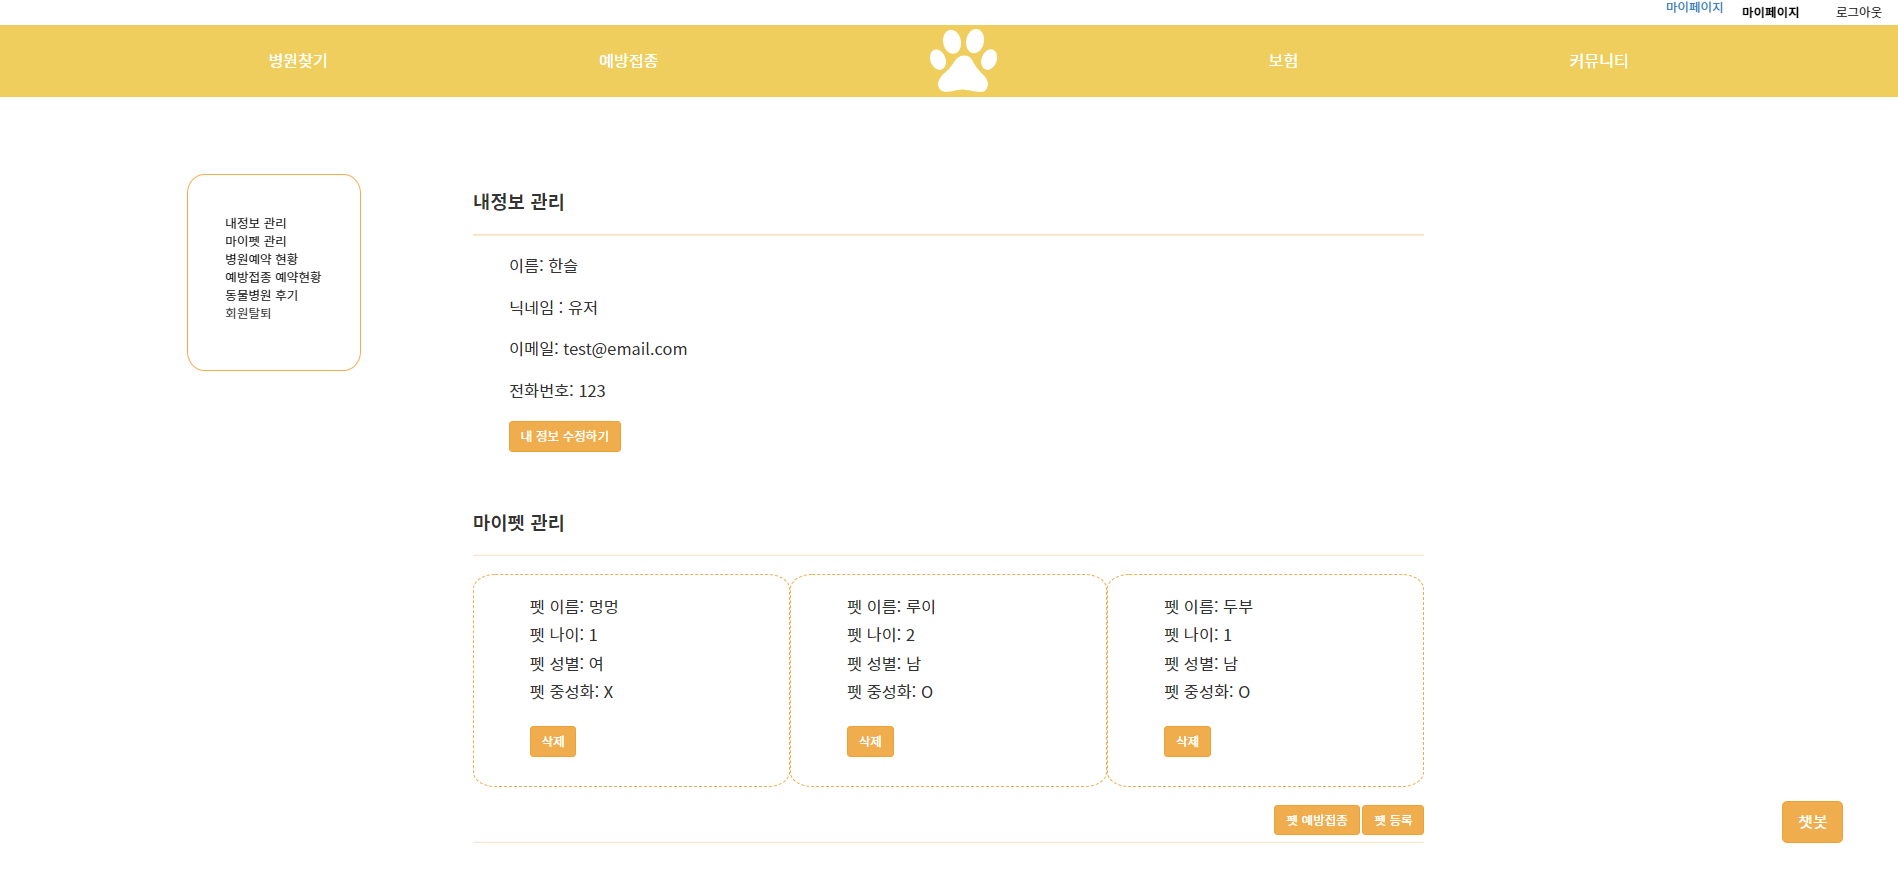 마이페이지 마이페이지 로그아웃
병원찾기 예방접종 보험 커뮤니티
내정보 관리
마이펫 관리
병원예약 현황
예방접종 예약현황
동물병원 후기
회원탈퇴
내정보 관리
이름: 한슬
닉네임 : 유저
이메일: test@email.com
전화번호: 123
내 정보 수정하기
마이펫 관리
펫 이름: 멍멍
펫 나이: 1
펫 성별: 여
펫 중성화: X
삭제
펫 이름: 루이
펫 나이: 2
펫 성별: 남
펫 중성화: O
삭제
펫 이름: 두부
펫 나이: 1
펫 성별: 남
펫 중성화: O
삭제
펫 예방접종 펫 등록
챗봇